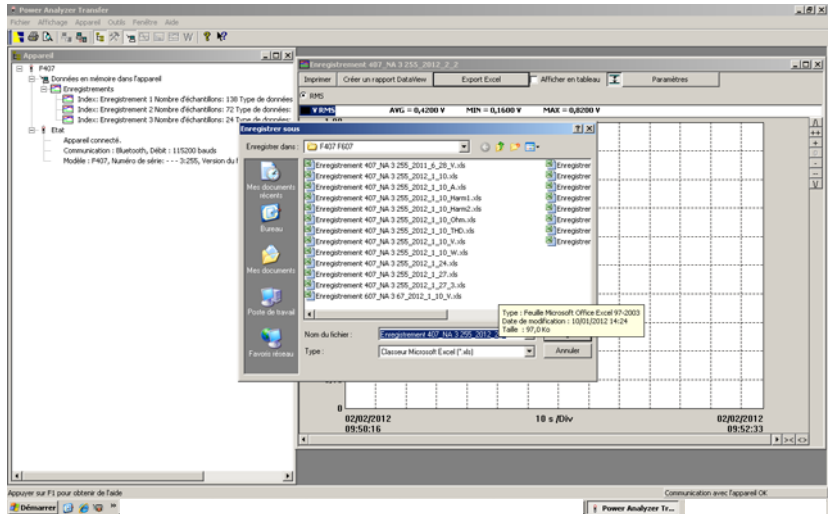 Power Analyzer Transfer
Fichier Affichage Appareil Outils Fenêtre Aide
Appareil
F407
Données en mémoire dans l'appareil
Enregistrements
Index: Enregistrement 1 Nombre d'échantillons: 138 Type de données
Index: Enregistrement 2 Nombre d'échantillons: 72 Type de données:
Index: Enregistrement 3 Nombre d'échantillons: 24 Type de données:
Etat
Appareil connecté.
Communication : Bluetooth, Débit : 115200 bauds
Modèle : F407, Numéro de série: - - - 3:255, Version du f
Enregistrement 407_NA 3 255_2012_2_2
Imprimer Créer un rapport DataView Export Excel Afficher en tableau Paramètres
RMS
V RMS AVG = 0,4200 V MIN = 0,1600 V MAX = 0,8200 V
Enregistrer sous
Enregistrer dans : F407 F607
Mes documents récents
Bureau
Mes documents
Poste de travail
Favoris réseau
Enregistrement 407_NA 3 255_2011_6_28_V.xls
Enregistrement 407_NA 3 255_2012_1_10.xls
Enregistrement 407_NA 3 255_2012_1_10_A.xls
Enregistrement 407_NA 3 255_2012_1_10_Harm1.xls
Enregistrement 407_NA 3 255_2012_1_10_Harm2.xls
Enregistrement 407_NA 3 255_2012_1_10_Ohm.xls
Enregistrement 407_NA 3 255_2012_1_10_THD.xls
Enregistrement 407_NA 3 255_2012_1_10_V.xls
Enregistrement 407_NA 3 255_2012_1_10_W.xls
Enregistrement 407_NA 3 255_2012_1_24.xls
Enregistrement 407_NA 3 255_2012_1_27.xls
Enregistrement 407_NA 3 255_2012_1_27_3.xls
Enregistrement 607_NA 3 67_2012_1_10_V.xls
Enregistrer
Enregistrer
Enregistrer
Enregistrer
Enregistrer
Enregistrer
Enregistrer
Type : Feuille Microsoft Office Excel 97-2003
Date de modification : 10/01/2012 14:24
Taille : 97,0 Ko
Nom du fichier : Enregistrement 407_NA 3 255_2012_2_2
Type : Classeur Microsoft Excel (*.xls) Annuler
0
02/02/2012 10 s /Div 02/02/2012
09:50:16 09:52:33
Appuyer sur F1 pour obtenir de l'aide Communication avec l'appareil OK
Démarrer Power Analyzer Tr...